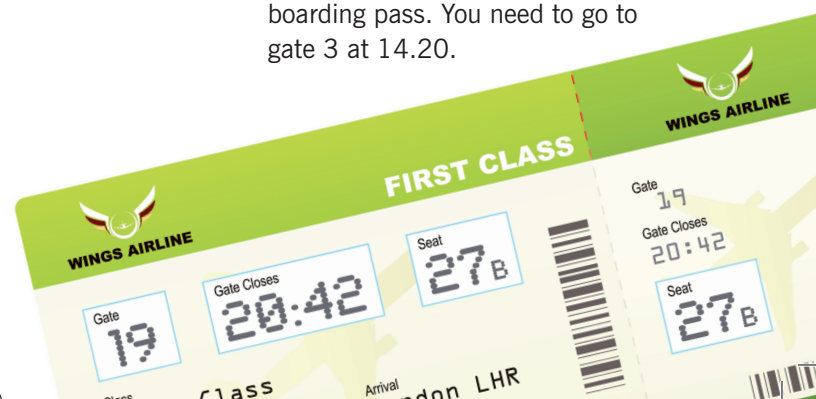 boarding pass. You need to go to
gate 3 at 14.20.
WINGS AIRLINE
FIRST CLASS
Gate
19
Gate Closes
20:42
Seat
27B
Class
Class
Arrival
LHR
WINGS AIRLINE
Gate
19
Gate Closes
20:42
Seat
27B